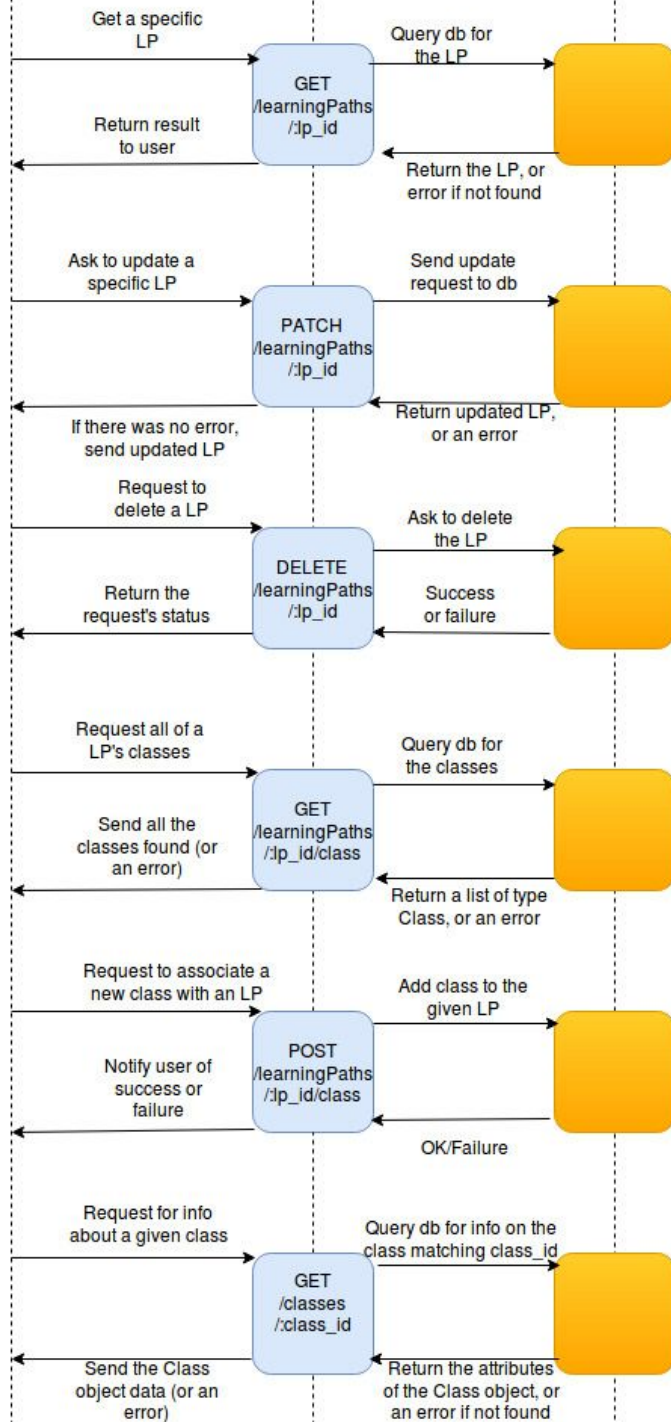 Get a specific
LP
Query db for
the LP
GET
/learningPaths
/:lp_id
Return result
to user
Return the LP, or
error if not found
Ask to update a
specific LP
Send update
request to db
PATCH
/learningPaths
/:lp_id
If there was no error,
send updated LP
Return updated LP,
or an error
Request to
delete a LP
Ask to delete
the LP
DELETE
/learningPaths
/:lp_id
Return the
request's status
Success
or failure
Request all of a
LP's classes
Query db for
the classes
GET
/learningPaths
/:lp_id/class
Send all the
classes found (or
an error)
Return a list of type
Class, or an error
Request to associate a
new class with an LP
Add class to the
given LP
POST
/learningPaths
/:lp_id/class
Notify user of
success or
failure
OK/Failure
Request for info
about a given class
Query db for info on the
class matching class_id
GET
/classes
/:class_id
Send the Class
object data (or an
error)
Return the attributes
of the Class object, or
an error if not found